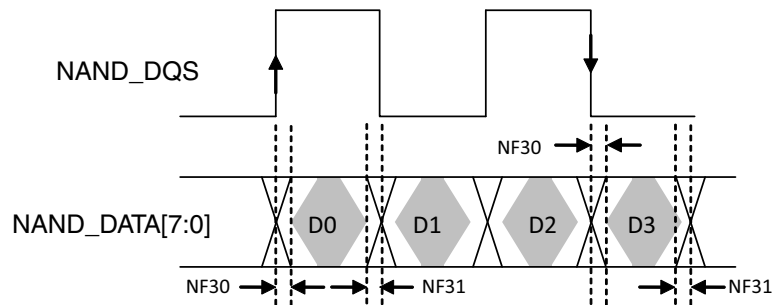 NAND_DQS
NF30
NAND_DATA[7:0]
D0
D1
D2
D3
NF30
NF31
NF31